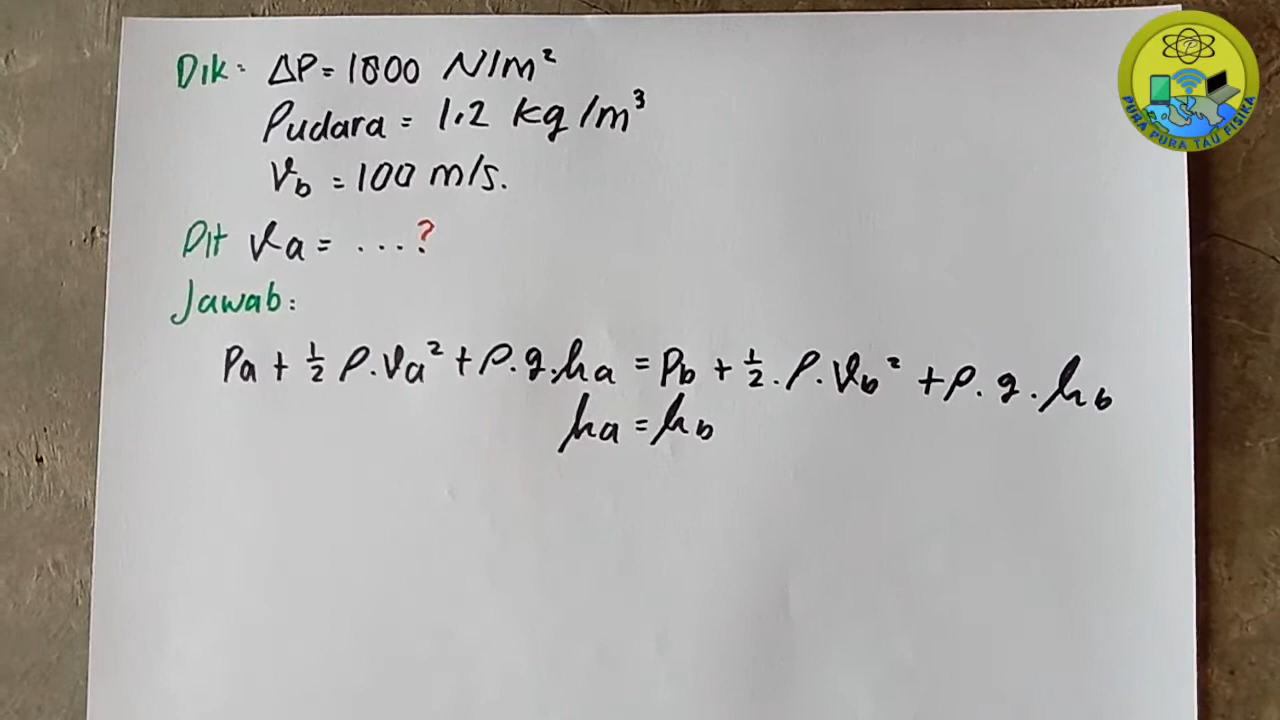 Dik: ΔP = 1000 N/m²
ρudara = 1.2 kg/m³
vb = 100 m/s.
Dit va = ...?
Jawab:
Pa + ½ ρ.va² + ρ.g.ha = Pb + ½.ρ.vb² + ρ.g.hb
ha = hb
PURA PURA TAU FISIKA